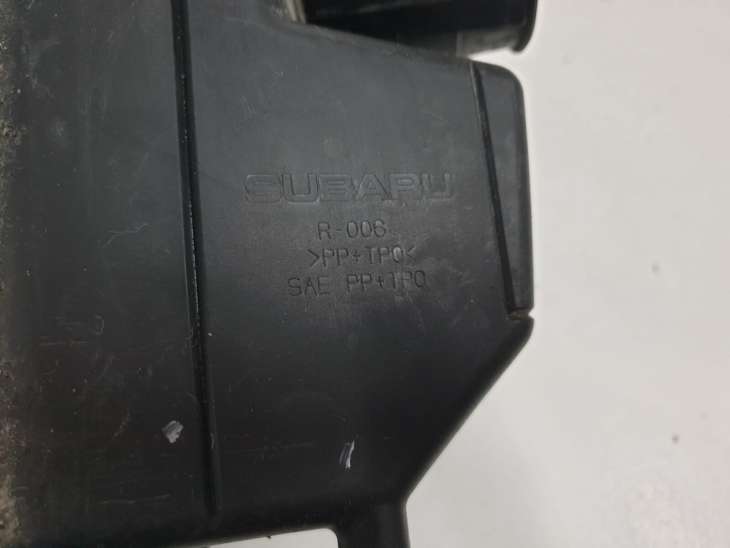 SUBARU
R-006
>PP+TPO<
SAE PP+TPO